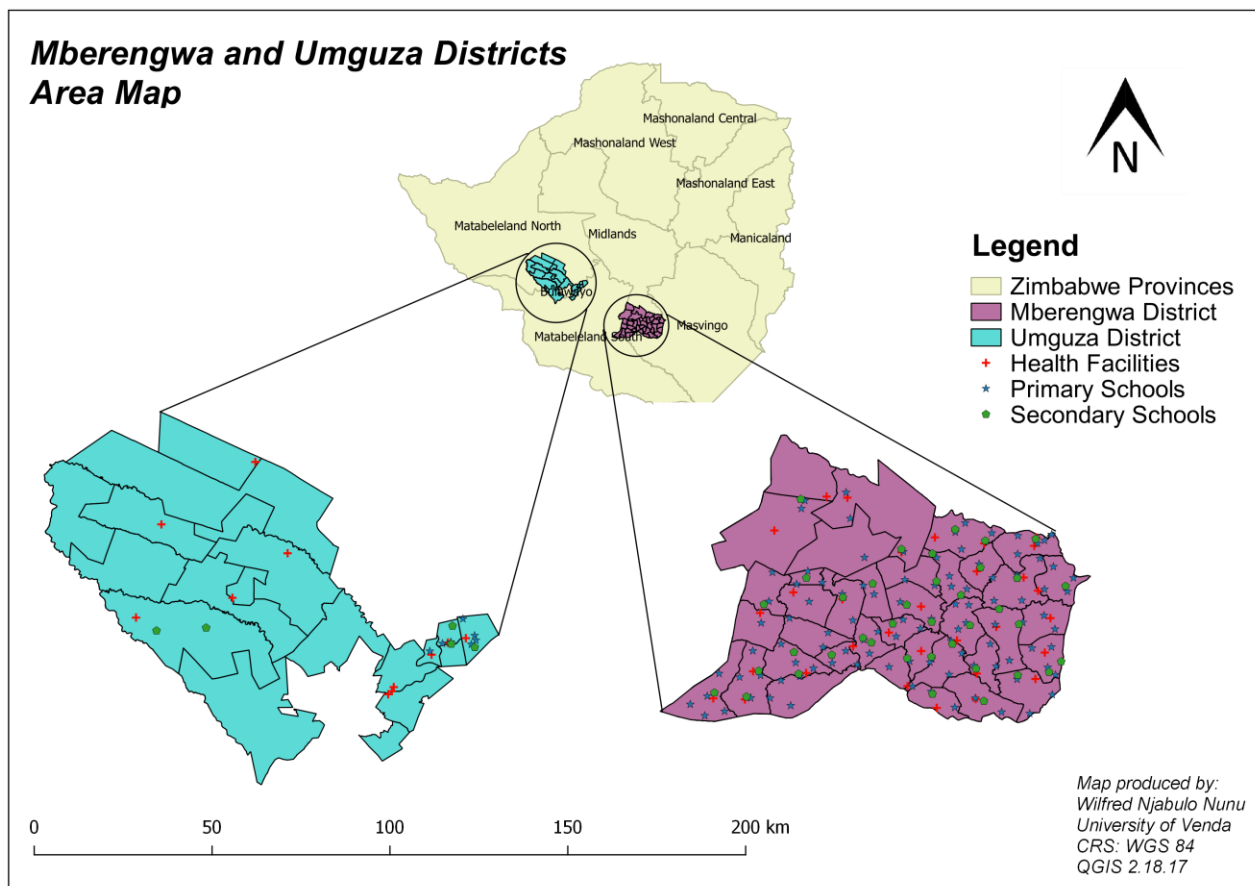 Mberengwa and Umguza Districts
Area Map
Mashonaland Central
Mashonaland West
Mashonaland East
Matabeleland North
Midlands
Manicaland
Bulawayo
Masvingo
Matabeleland South
N
Legend
Zimbabwe Provinces
Mberengwa District
Umguza District
Health Facilities
Primary Schools
Secondary Schools
0 50 100 150 200 km
Map produced by:
Wilfred Njabulo Nunu
University of Venda
CRS: WGS 84
QGIS 2.18.17